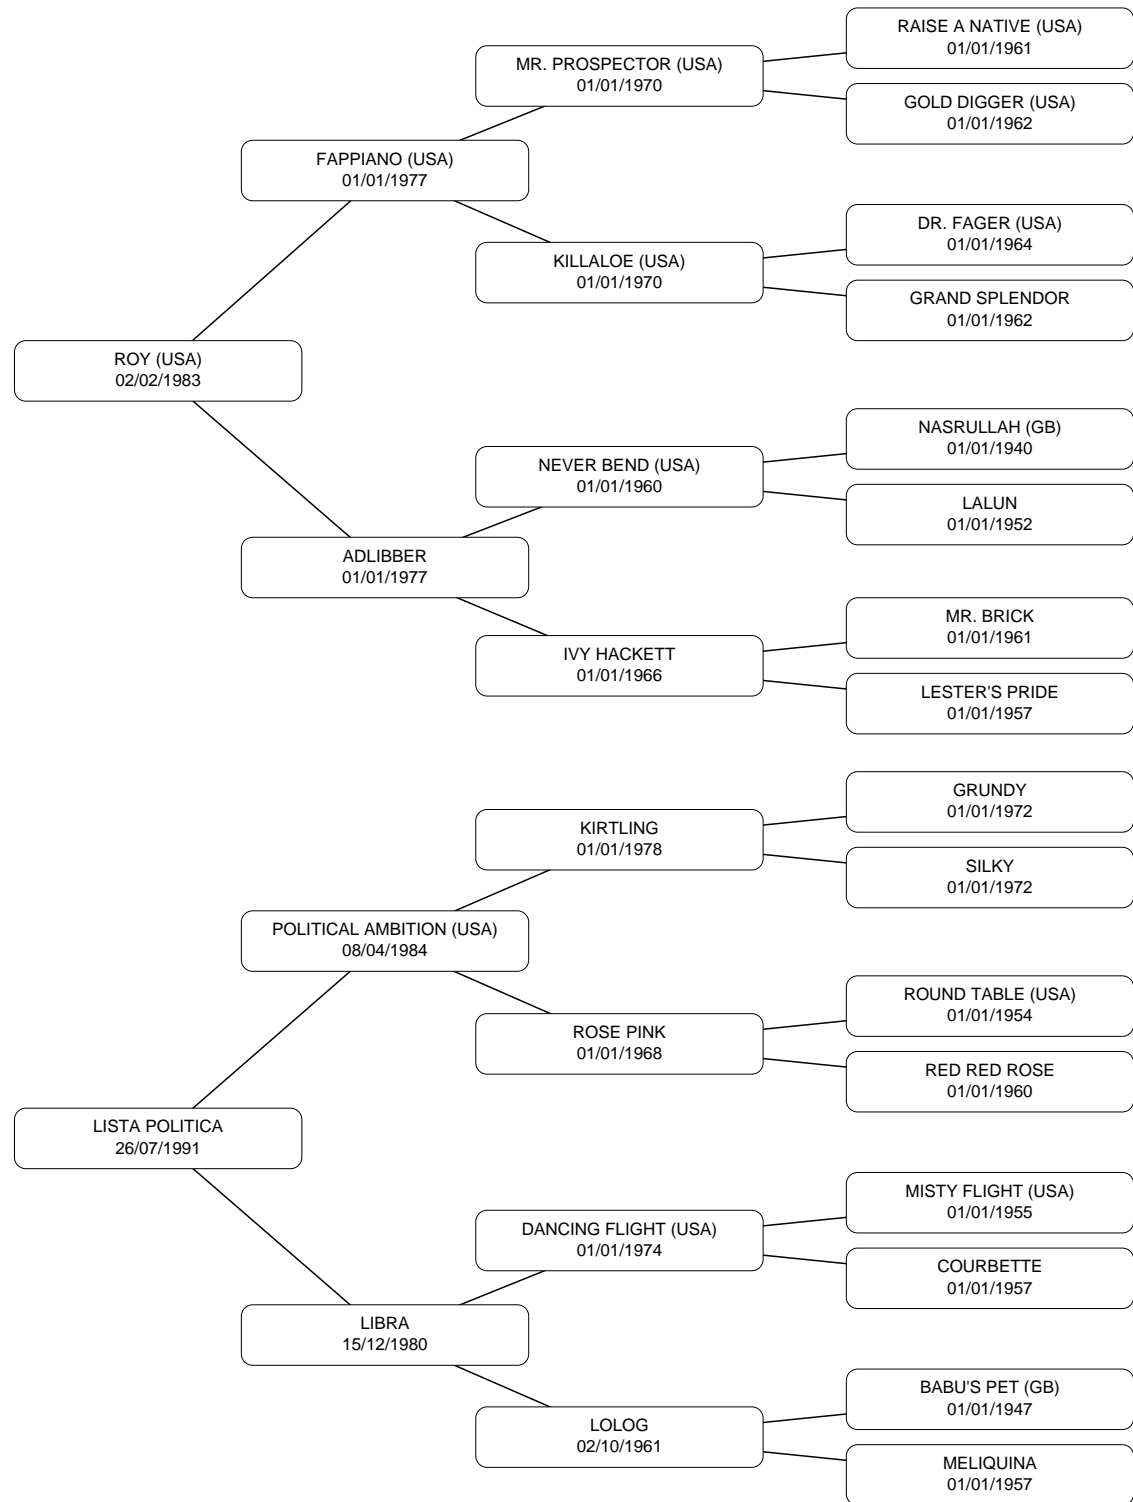 RAISE A NATIVE (USA)
01/01/1961
MR. PROSPECTOR (USA)
01/01/1970
GOLD DIGGER (USA)
01/01/1962
FAPPIANO (USA)
01/01/1977
DR. FAGER (USA)
01/01/1964
KILLALOE (USA)
01/01/1970
GRAND SPLENDOR
01/01/1962
ROY (USA)
02/02/1983
NASRULLAH (GB)
01/01/1940
NEVER BEND (USA)
01/01/1960
LALUN
01/01/1952
ADLIBBER
01/01/1977
MR. BRICK
01/01/1961
IVY HACKETT
01/01/1966
LESTER'S PRIDE
01/01/1957
GRUNDY
01/01/1972
KIRTLING
01/01/1978
SILKY
01/01/1972
POLITICAL AMBITION (USA)
08/04/1984
ROUND TABLE (USA)
01/01/1954
ROSE PINK
01/01/1968
RED RED ROSE
01/01/1960
LISTA POLITICA
26/07/1991
MISTY FLIGHT (USA)
01/01/1955
DANCING FLIGHT (USA)
01/01/1974
COURBETTE
01/01/1957
LIBRA
15/12/1980
BABU'S PET (GB)
01/01/1947
LOLOG
02/10/1961
MELIQUINA
01/01/1957